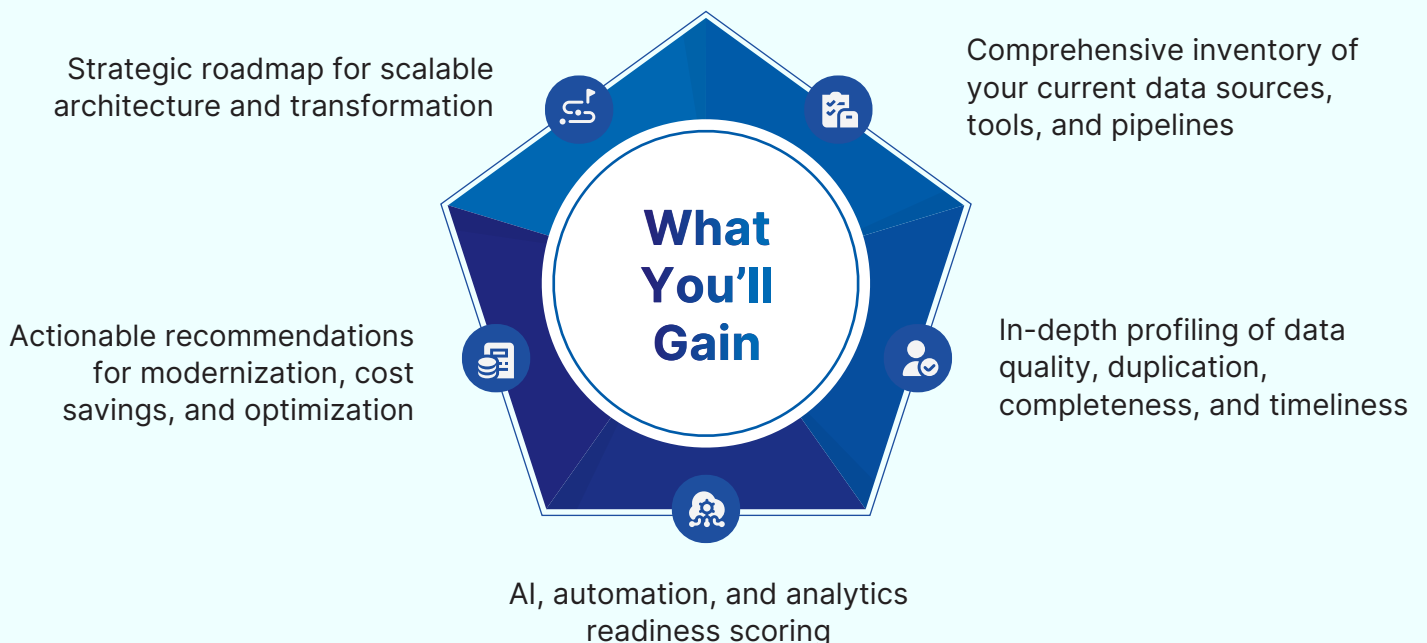 Strategic roadmap for scalable
architecture and transformation
Comprehensive inventory of
your current data sources,
tools, and pipelines
What
You’ll
Gain
Actionable recommendations
for modernization, cost
savings, and optimization
In-depth profiling of data
quality, duplication,
completeness, and timeliness
AI, automation, and analytics
readiness scoring